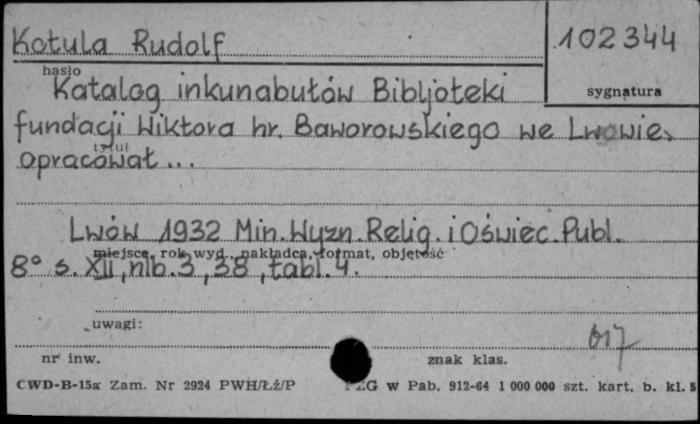 Kotula Rudolf
102344
hasło
sygnatura
Katalog inkunabułów Bibljoteki
fundacji Wiktora hr. Baworowskiego we Lwowie,
tytuł
opracował...
Lwów 1932 Min. Wyzn. Relig. i Oświec. Publ.
miejsce, rok wyd., nakładca, format, objętość
8° s. XII, nlb. 3, 38, tabl. 4.
uwagi:
017
nr inw.
znak klas.
CWD-B-15a Zam. Nr 2924 PWH/Łź/P
PZG w Pab. 912-64 1 000 000 szt. kart. b. kl. 5